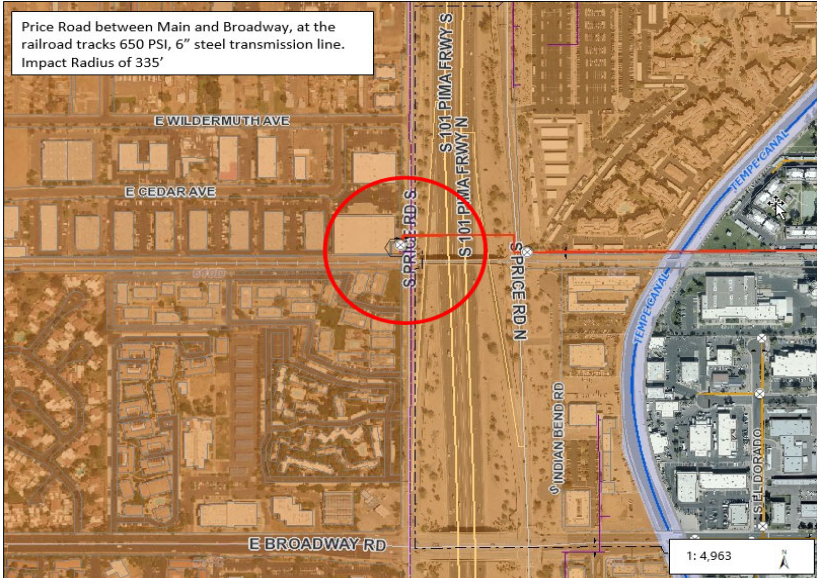 Price Road between Main and Broadway, at the
railroad tracks 650 PSI, 6" steel transmission line.
Impact Radius of 335'
E WILDERMUTH AVE
E CEDAR AVE
S PRICE RD S
S 101 PIMA FRWY S
S 101 PIMA FRWY N
S PRICE RD N
TEMPE CANAL
TEMPE CANAL
S INDIAN BEND RD
S ELDORADO
E BROADWAY RD
1: 4,963
N